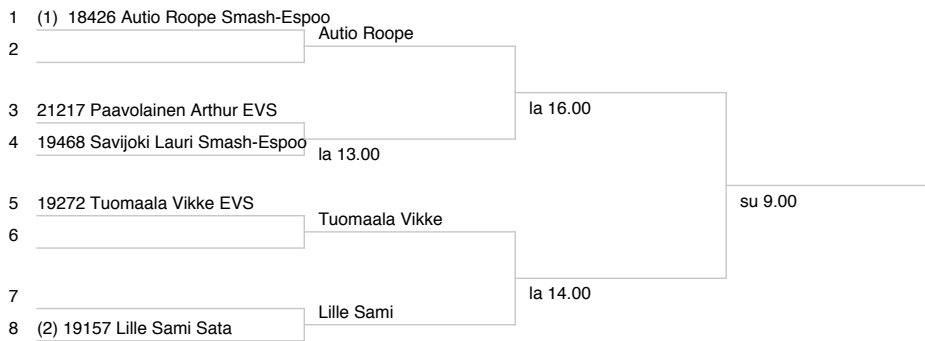 1 (1) 18426 Autio Roope Smash-Espoo
Autio Roope
2
la 16.00
3 21217 Paavolainen Arthur EVS
4 19468 Savijoki Lauri Smash-Espoo
la 13.00
su 9.00
5 19272 Tuomaala Vikke EVS
Tuomaala Vikke
6
la 14.00
7
Lille Sami
8 (2) 19157 Lille Sami Sata